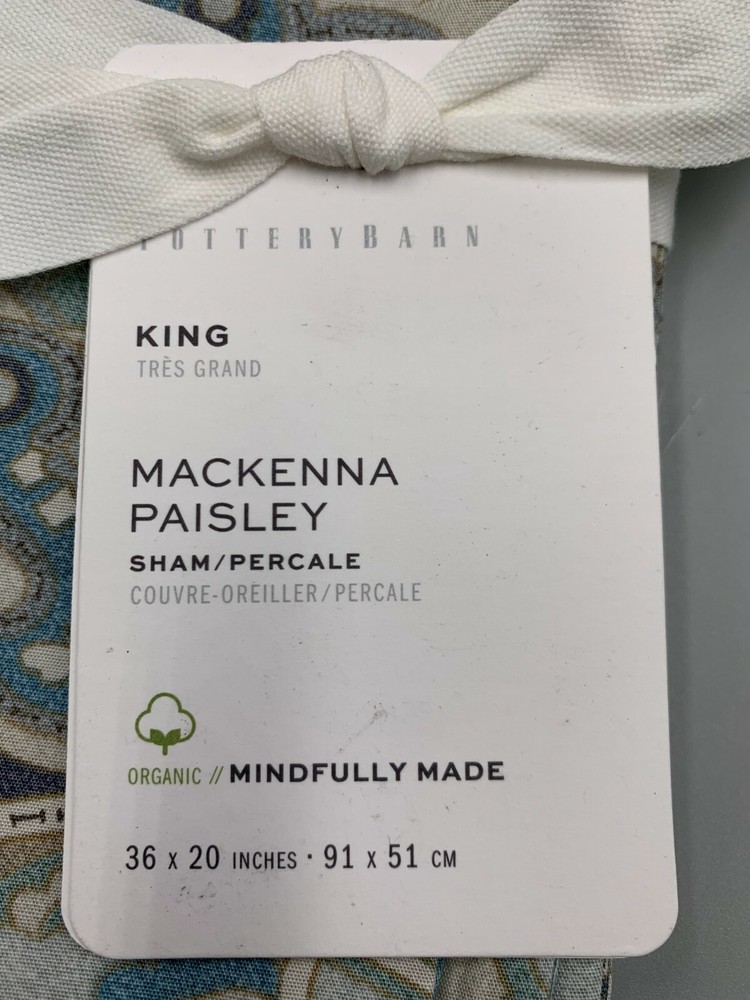 POTTERYBARN
KING
TRÈS GRAND
MACKENNA
PAISLEY
SHAM/PERCALE
COUVRE-OREILLER/PERCALE
ORGANIC // MINDFULLY MADE
36 X 20 INCHES · 91 X 51 CM